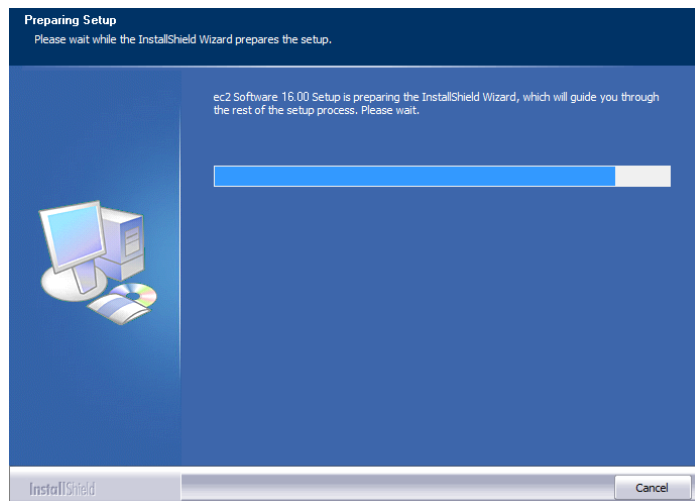 Preparing Setup
Please wait while the InstallShield Wizard prepares the setup.
ec2 Software 16.00 Setup is preparing the InstallShield Wizard, which will guide you through
the rest of the setup process. Please wait.
InstallShield
Cancel